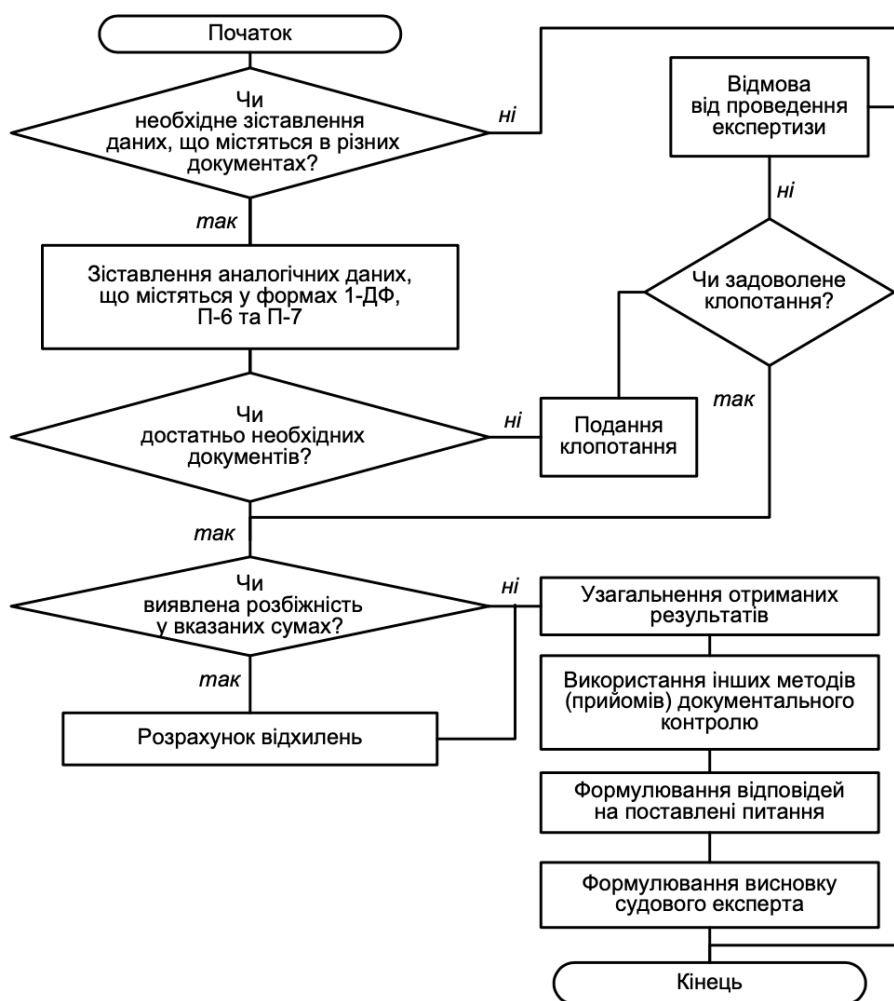 Початок
Чи
необхідне зіставлення
даних, що містяться в різних
документах?
ні
Відмова
від проведення
експертизи
ні
так
Зіставлення аналогічних даних,
що містяться у формах 1-ДФ,
П-6 та П-7
Чи задоволене
клопотання?
так
Чи
достатньо необхідних
документів?
ні
Подання
клопотання
так
Чи
виявлена розбіжність
у вказаних сумах?
ні
Узагальнення отриманих
результатів
так
Розрахунок відхилень
Використання інших методів
(прийомів) документального
контролю
Формулювання відповідей
на поставлені питання
Формулювання висновку
судового експерта
Кінець